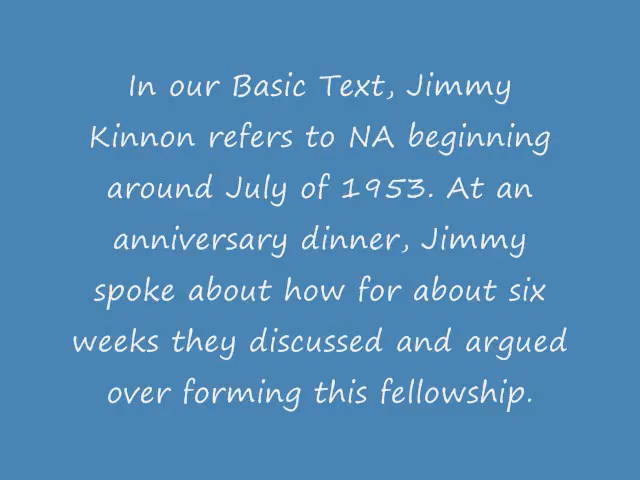 In our Basic Text, Jimmy
Kinnon refers to NA beginning
around July of 1953. At an
anniversary dinner, Jimmy
spoke about how for about six
weeks they discussed and argued
over forming this fellowship.